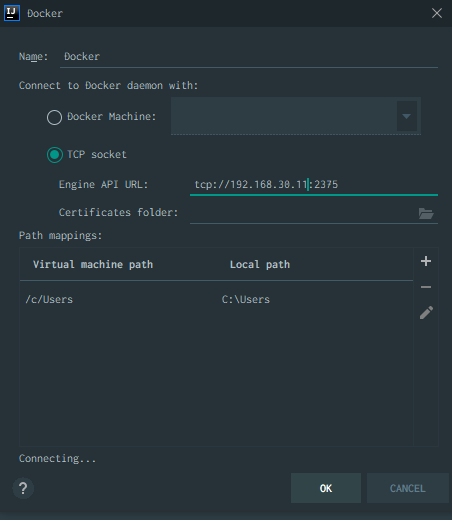 IJ Docker
Name: Docker
Connect to Docker daemon with:
Docker Machine:
TCP socket
Engine API URL: tcp://192.168.30.11:2375
Certificates folder:
Path mappings:
Virtual machine path Local path
/c/Users C:\Users
Connecting...
? OK CANCEL